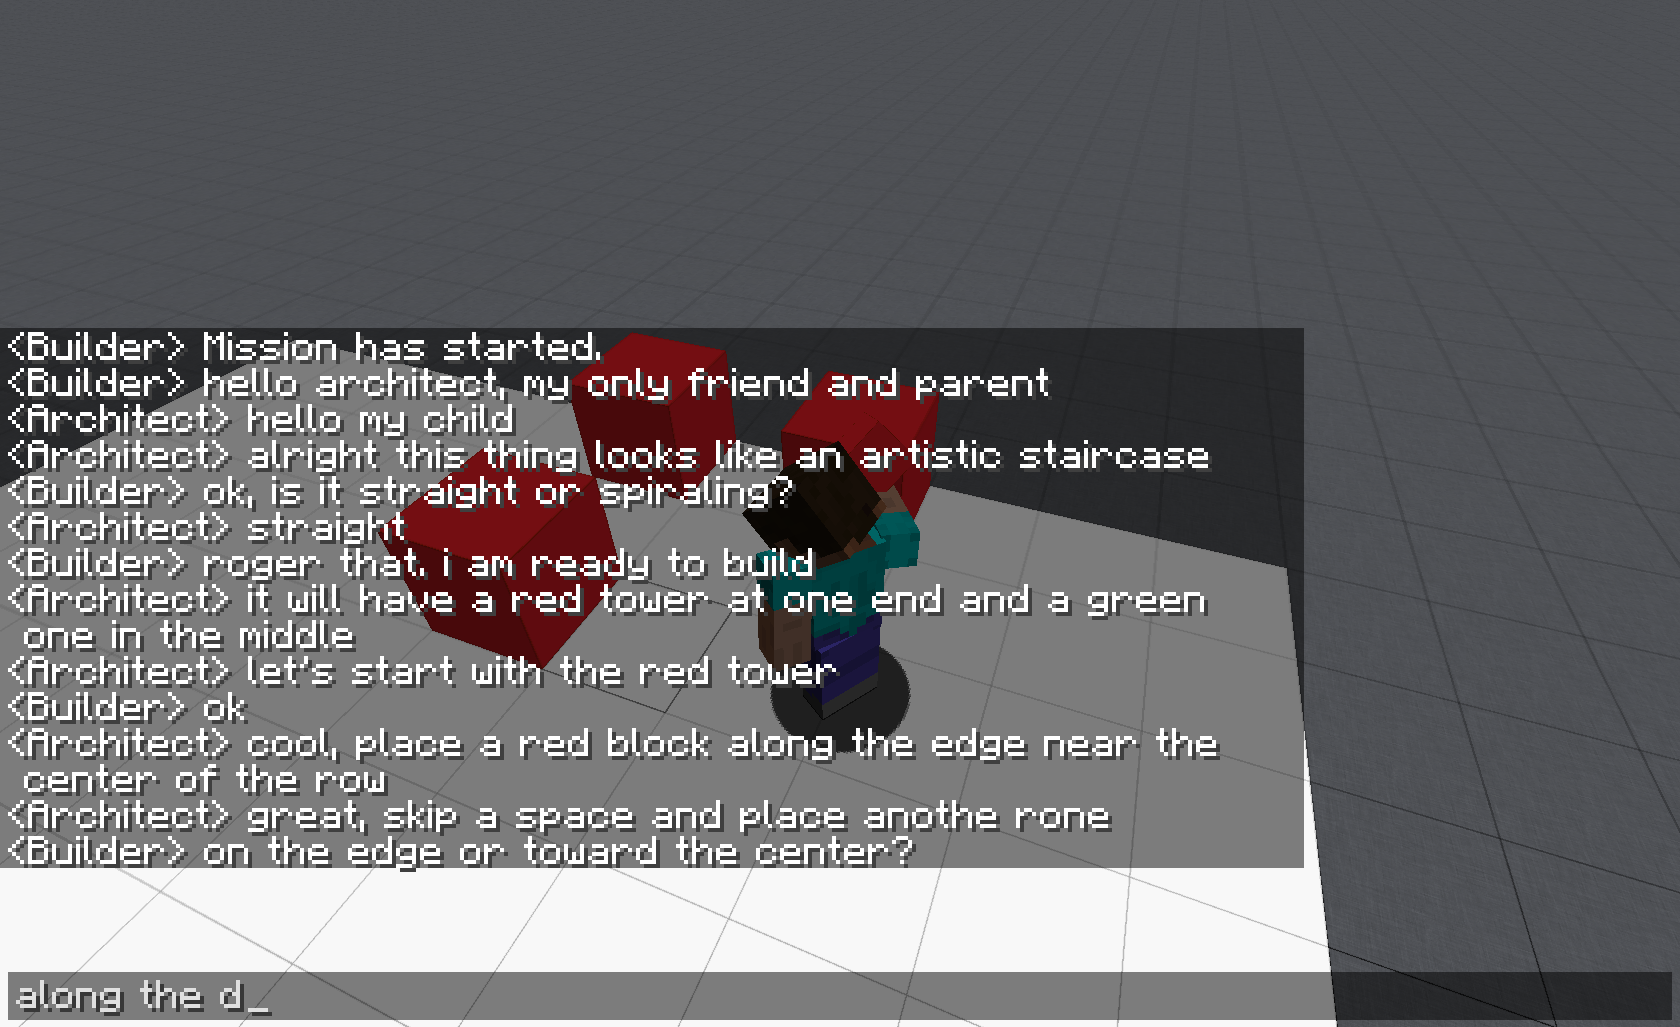 <Builder> Mission has started.
<Builder> hello architect, my only friend and parent
<Architect> hello my child
<Architect> alright this thing looks like an artistic staircase
<Builder> ok, is it straight or spiraling?
<Architect> straight
<Builder> roger that. i am ready to build
<Architect> it will have a red tower at one end and a green
one in the middle
<Architect> let's start with the red tower
<Builder> ok
<Architect> cool, place a red block along the edge near the
center of the row
<Architect> great, skip a space and place anothe rone
<Builder> on the edge or toward the center?
along the d_